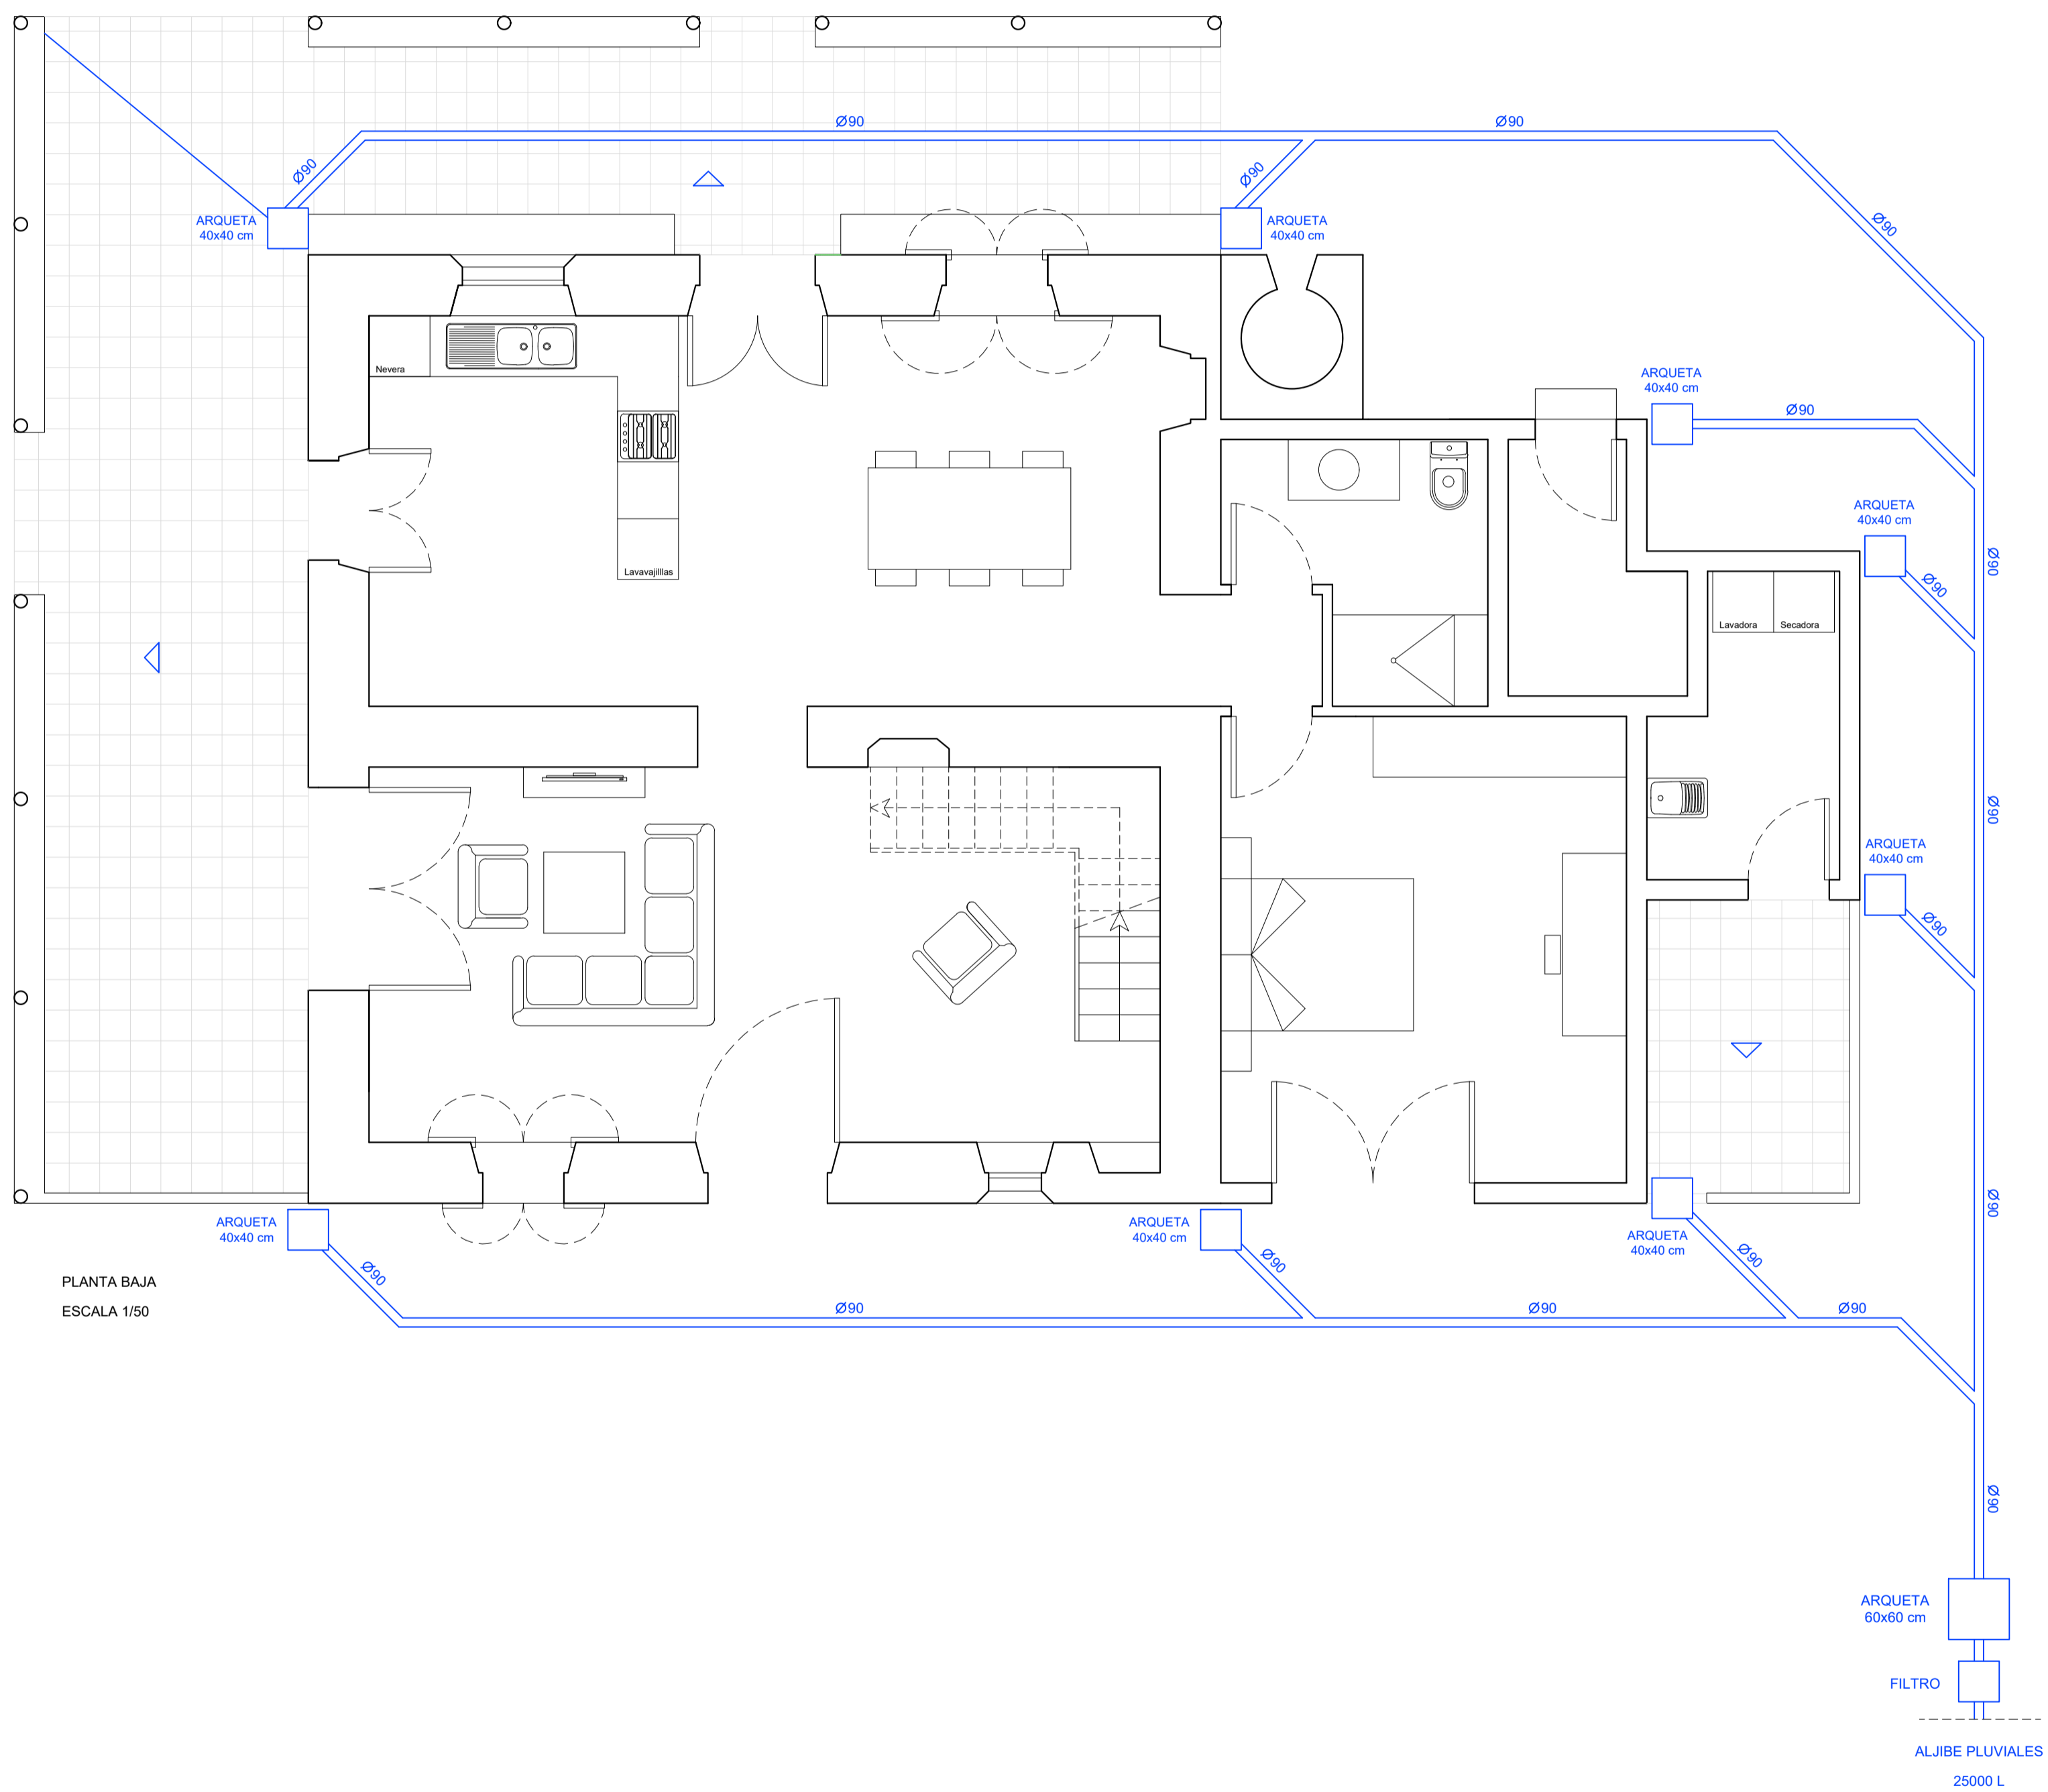 Ø90
Ø90
Ø90
Ø90
Ø90
ARQUETA
40x40 cm
ARQUETA
40x40 cm
Nevera
ARQUETA
40x40 cm
Ø90
ARQUETA
40x40 cm
Ø90
Ø90
Lavavajilllas
Lavadora
Secadora
Ø90
ARQUETA
40x40 cm
Ø90
Ø90
ARQUETA
40x40 cm
ARQUETA
40x40 cm
ARQUETA
40x40 cm
Ø90
Ø90
Ø90
PLANTA BAJA
ESCALA 1/50
Ø90
Ø90
Ø90
Ø90
ARQUETA
60x60 cm
FILTRO
ALJIBE PLUVIALES
25000 L